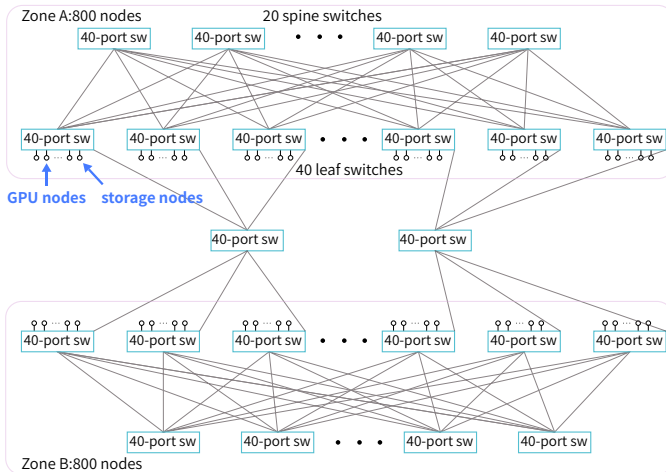 Zone A:800 nodes
20 spine switches
40-port sw
40-port sw
• • •
40-port sw
40-port sw
40-port sw
40-port sw
40-port sw
• • •
40-port sw
40-port sw
40-port sw
40 leaf switches
GPU nodes
storage nodes
40-port sw
40-port sw
40-port sw
40-port sw
40-port sw
• • •
40-port sw
40-port sw
40-port sw
40-port sw
40-port sw
• • •
40-port sw
40-port sw
Zone B:800 nodes